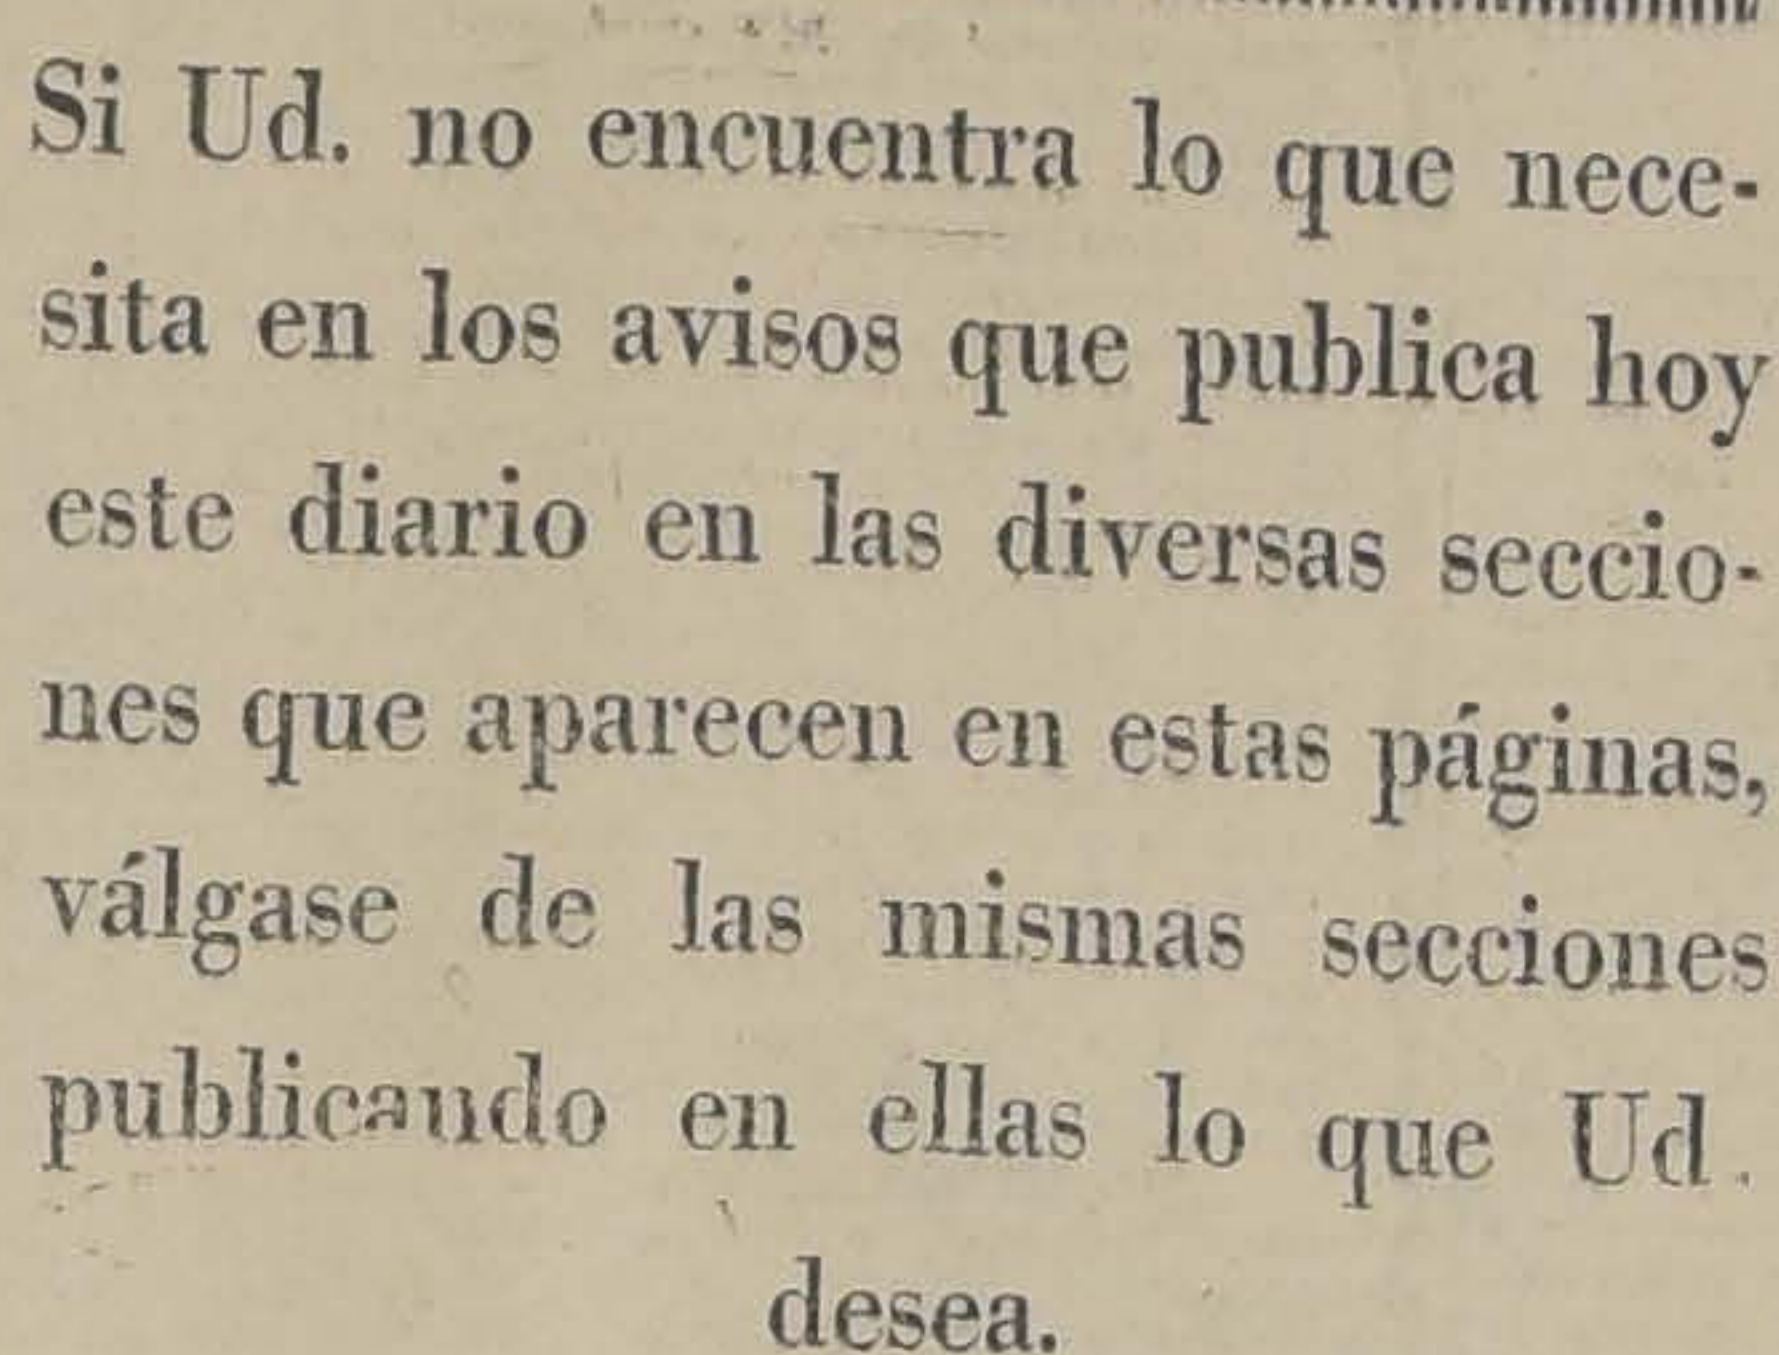 Si Ud. no encuentra lo que nece-
sita en los avisos que publica hoy
este diario en las diversas seccio-
nes que aparecen en estas páginas,
válgase de las mismas secciones
publicando en ellas lo que Ud.
desea.